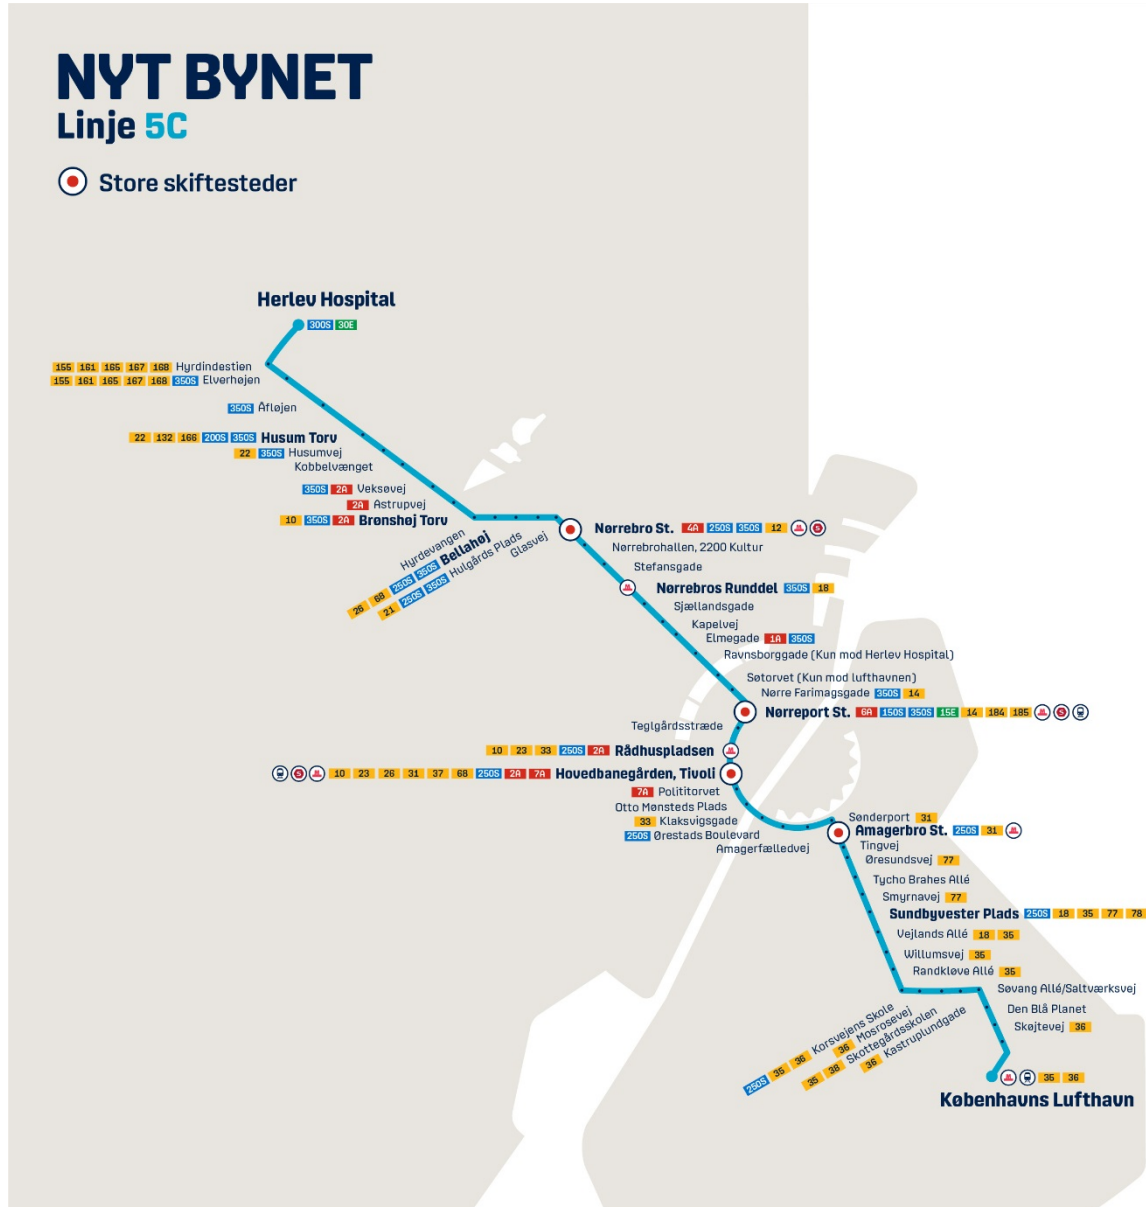 NYT BYNET
Linje 5C
Store skiftesteder
Herlev Hospital
300S 30E
155 161 165 167 168 Hyrdindestien
155 161 165 167 168 350S Elverhøjen
350S Åfløjen
22 132 166 200S 350S Husum Torv
22 350S Husumvej
Kobbelvænget
350S 2A Veksøvej
2A Astrupvej
10 350S 2A Brønshøj Torv
Hyrdevangen
26 68 250S 350S Bellahøj
21 250S 350S Hulgårds Plads
Glasvej
Nørrebro St. 4A 250S 350S 12 S
Nørrebrohallen, 2200 Kultur
Stefansgade
Nørrebros Runddel 350S 18
Sjællandsgade
Kapelvej
Elmegade 1A 350S
Ravnsborggade (Kun mod Herlev Hospital)
Søtorvet (Kun mod lufthavnen)
Nørre Farimagsgade 350S 14
Nørreport St. 6A 150S 350S 15E 14 184 185 S
Teglgårdsstræde
10 23 33 250S 2A Rådhuspladsen
S 10 23 26 31 37 68 250S 2A 7A Hovedbanegården, Tivoli
7A Polititorvet
Otto Mønsteds Plads
33 Klaksvigsgade
250S Ørestads Boulevard
Amagerfælledvej
Sønderport 31
Amagerbro St. 250S 31
Tingvej
Øresundsvej 77
Tycho Brahes Allé
Smyrnavej 77
Sundbyvester Plads 250S 18 35 77 78
Vejlands Allé 18 35
Willumsvej 35
Randkløve Allé 35
250S 35 36 Korsvejens Skole
36 Mosrosevej
35 38 Skottegårdsskolen
36 Kastruplundgade
Søvang Allé/Saltværksvej
Den Blå Planet
Skøjtevej 36
35 36
Københavns Lufthavn